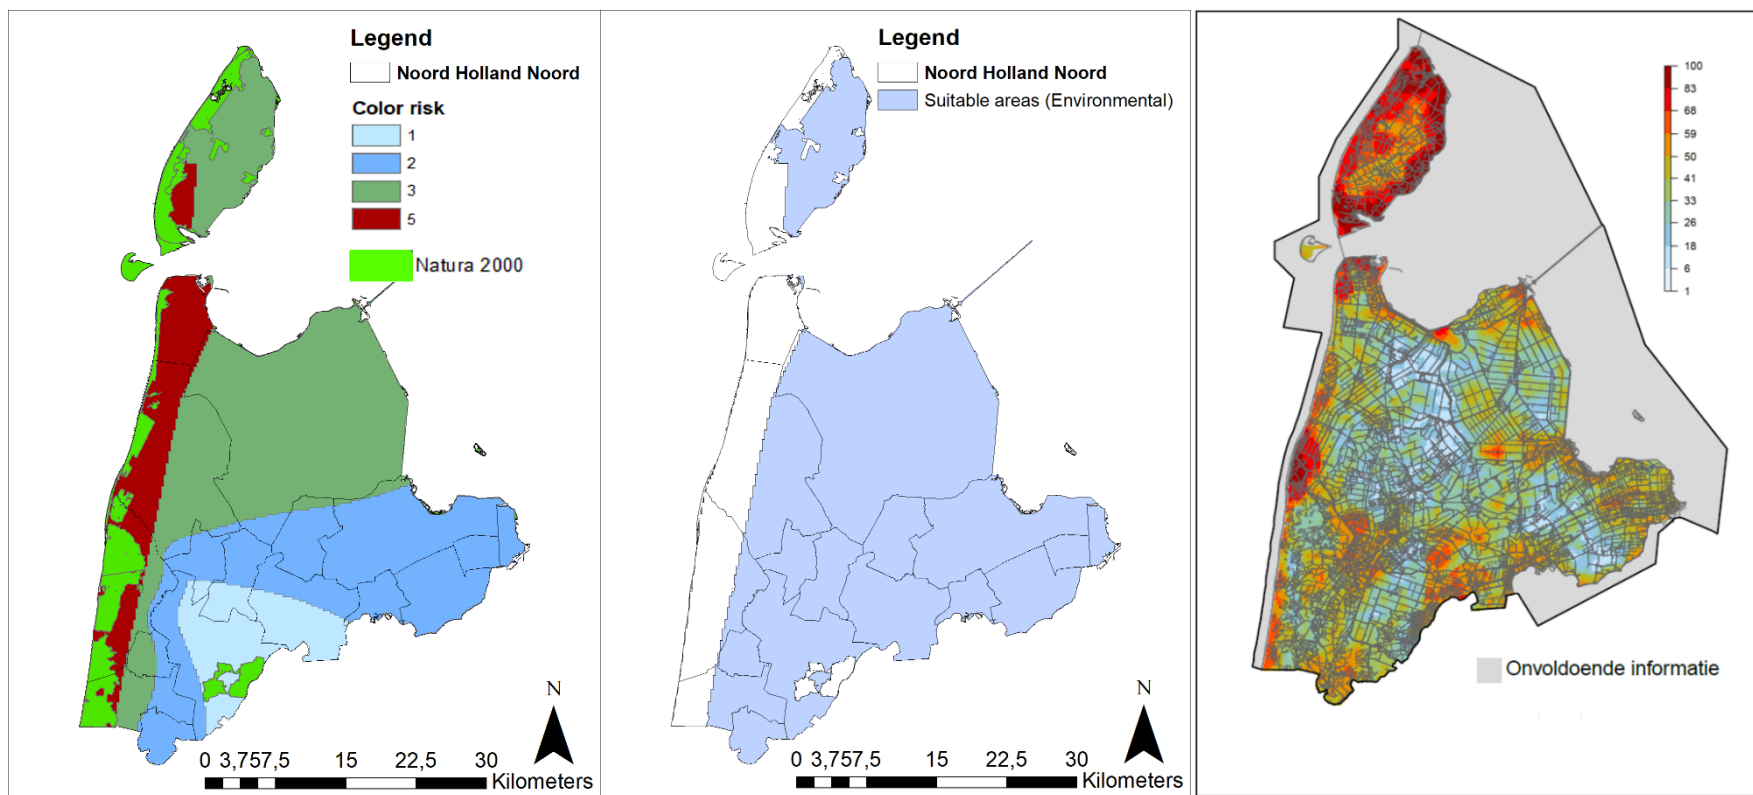 Legend
Noord Holland Noord
Color risk
1
2
3
5
Natura 2000
N
0 3,757,5 15 22,5 30
Kilometers
Legend
Noord Holland Noord
Suitable areas (Environmental)
N
0 3,757,5 15 22,5 30
Kilometers
100
83
68
59
50
41
33
26
18
6
1
Onvoldoende informatie